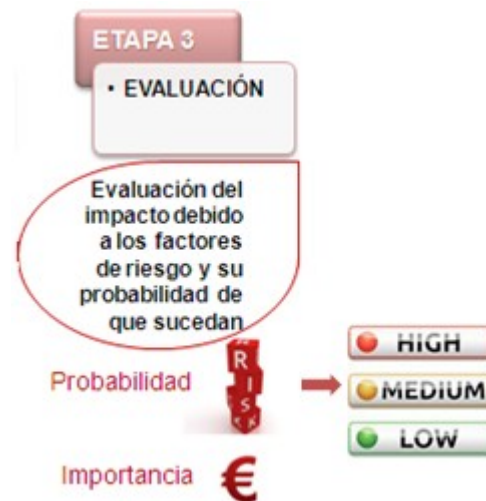 ETAPA 3
• EVALUACIÓN
Evaluación del
impacto debido
a los factores
de riesgo y su
probabilidad de
que sucedan
Probabilidad
RISK
HIGH
MEDIUM
LOW
Importancia €